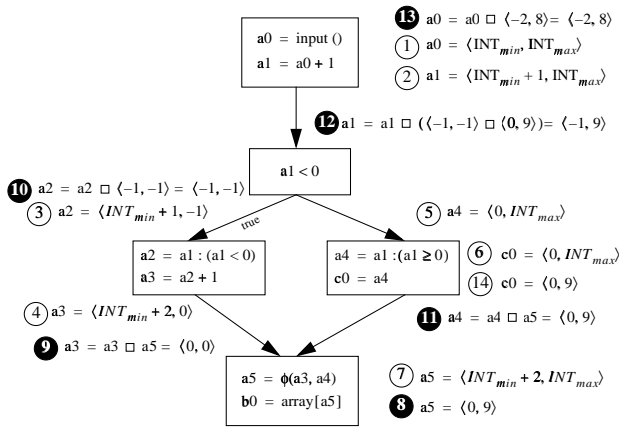 13 a0 = a0 □ ⟨−2, 8⟩= ⟨−2, 8⟩
a0 = input ()
a1 = a0 + 1
1 a0 = ⟨INTmin, INTmax⟩
2 a1 = ⟨INTmin + 1, INTmax⟩
12 a1 = a1 □ (⟨−1, −1⟩ □ ⟨0, 9⟩)= ⟨−1, 9⟩
a1 < 0
10 a2 = a2 □ ⟨−1, −1⟩ = ⟨−1, −1⟩
3 a2 = ⟨INTmin + 1, −1⟩
true
5 a4 = ⟨0, INTmax⟩
a2 = a1 : (a1 < 0)
a3 = a2 + 1
a4 = a1 : (a1 ≥ 0)
c0 = a4
6 c0 = ⟨0, INTmax⟩
14 c0 = ⟨0, 9⟩
4 a3 = ⟨INTmin + 2, 0⟩
11 a4 = a4 □ a5 = ⟨0, 9⟩
9 a3 = a3 □ a5 = ⟨0, 0⟩
a5 = ϕ(a3, a4)
b0 = array[a5]
7 a5 = ⟨INTmin + 2, INTmax⟩
8 a5 = ⟨0, 9⟩